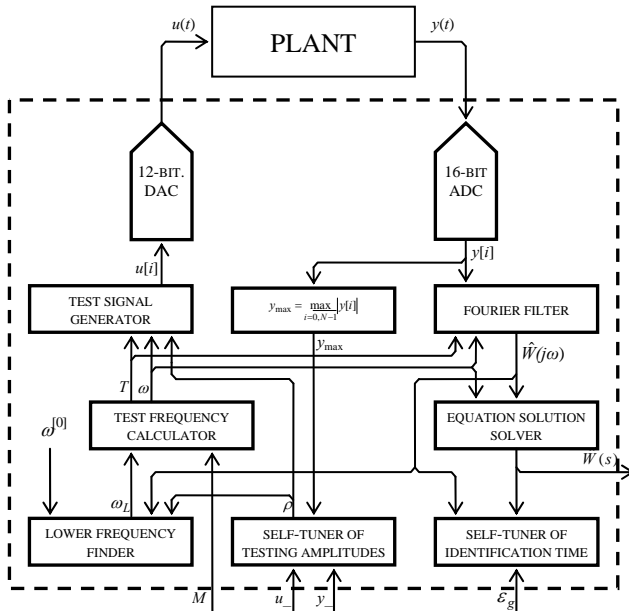 u(t)
PLANT
y(t)
12-BIT.
DAC
16-BIT
ADC
u[i]
y[i]
TEST SIGNAL
GENERATOR
y_max = max_{i=0,N−1} |y[i]|
FOURIER FILTER
y_max
Ŵ(jω)
T
ω
ω^[0]
TEST FREQUENCY
CALCULATOR
EQUATION SOLUTION
SOLVER
W(s)
ω_L
ρ
LOWER FREQUENCY
FINDER
SELF-TUNER OF
TESTING AMPLITUDES
SELF-TUNER OF
IDENTIFICATION TIME
M
u_
y_
ε_g